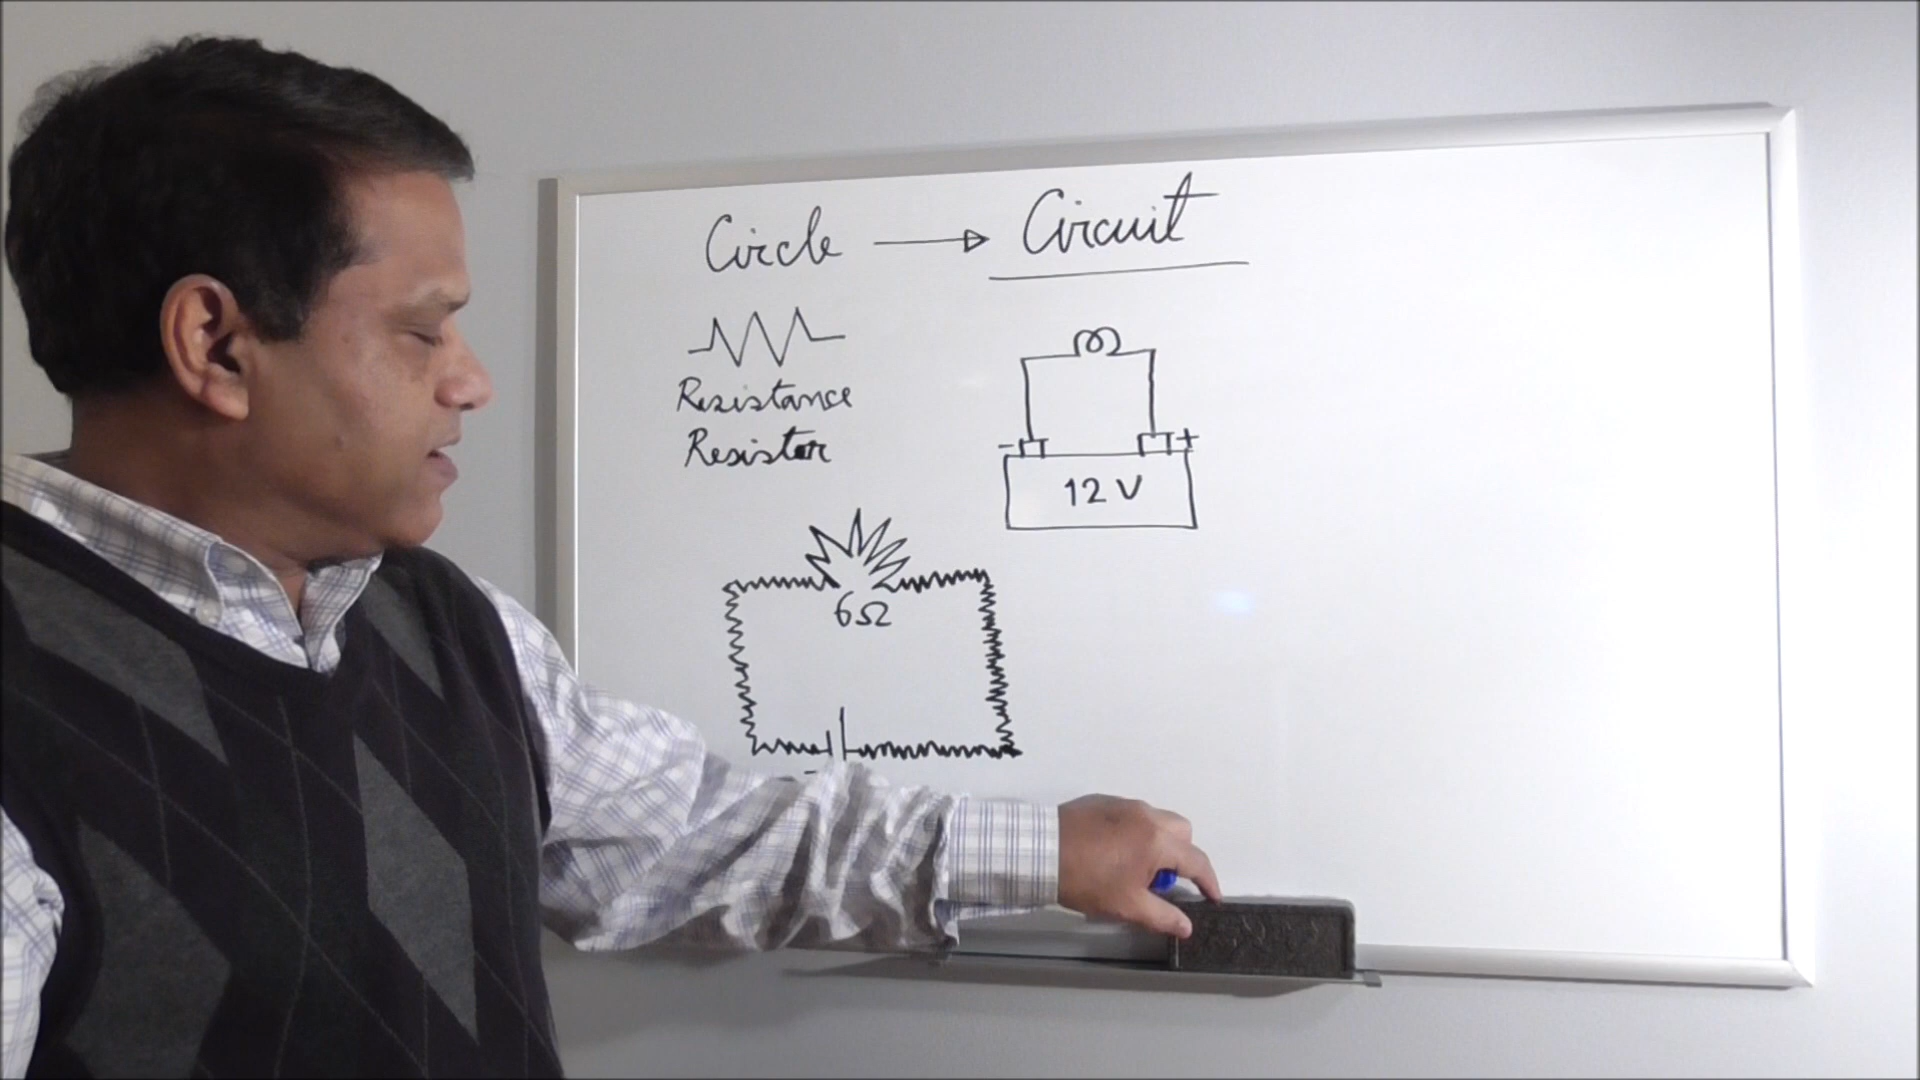 Circle → Circuit
Resistance
Resistor
- +
12 V
6Ω
-